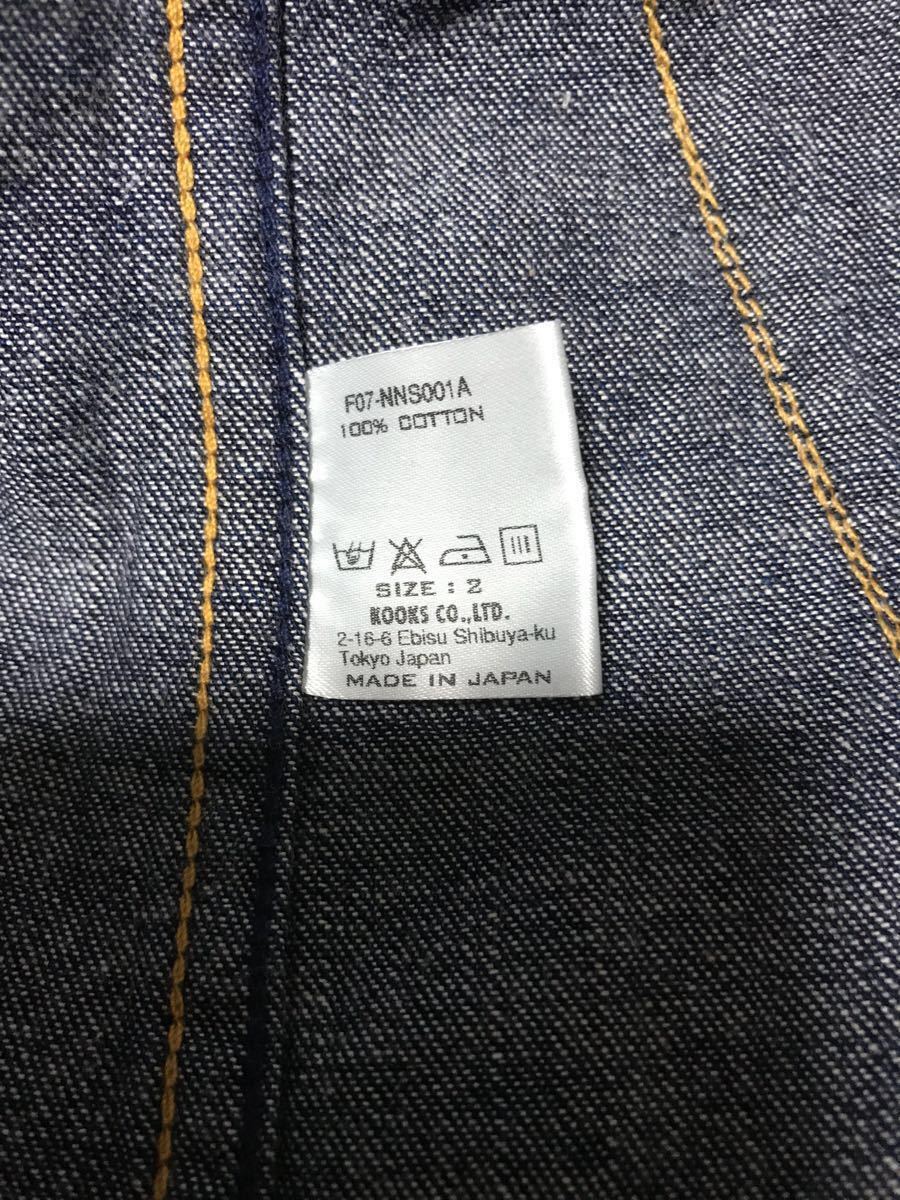 F07-NNS001A
100% COTTON
SIZE : 2
KOOKS CO.,LTD.
2-16-6 Ebisu Shibuya-ku
Tokyo Japan
MADE IN JAPAN